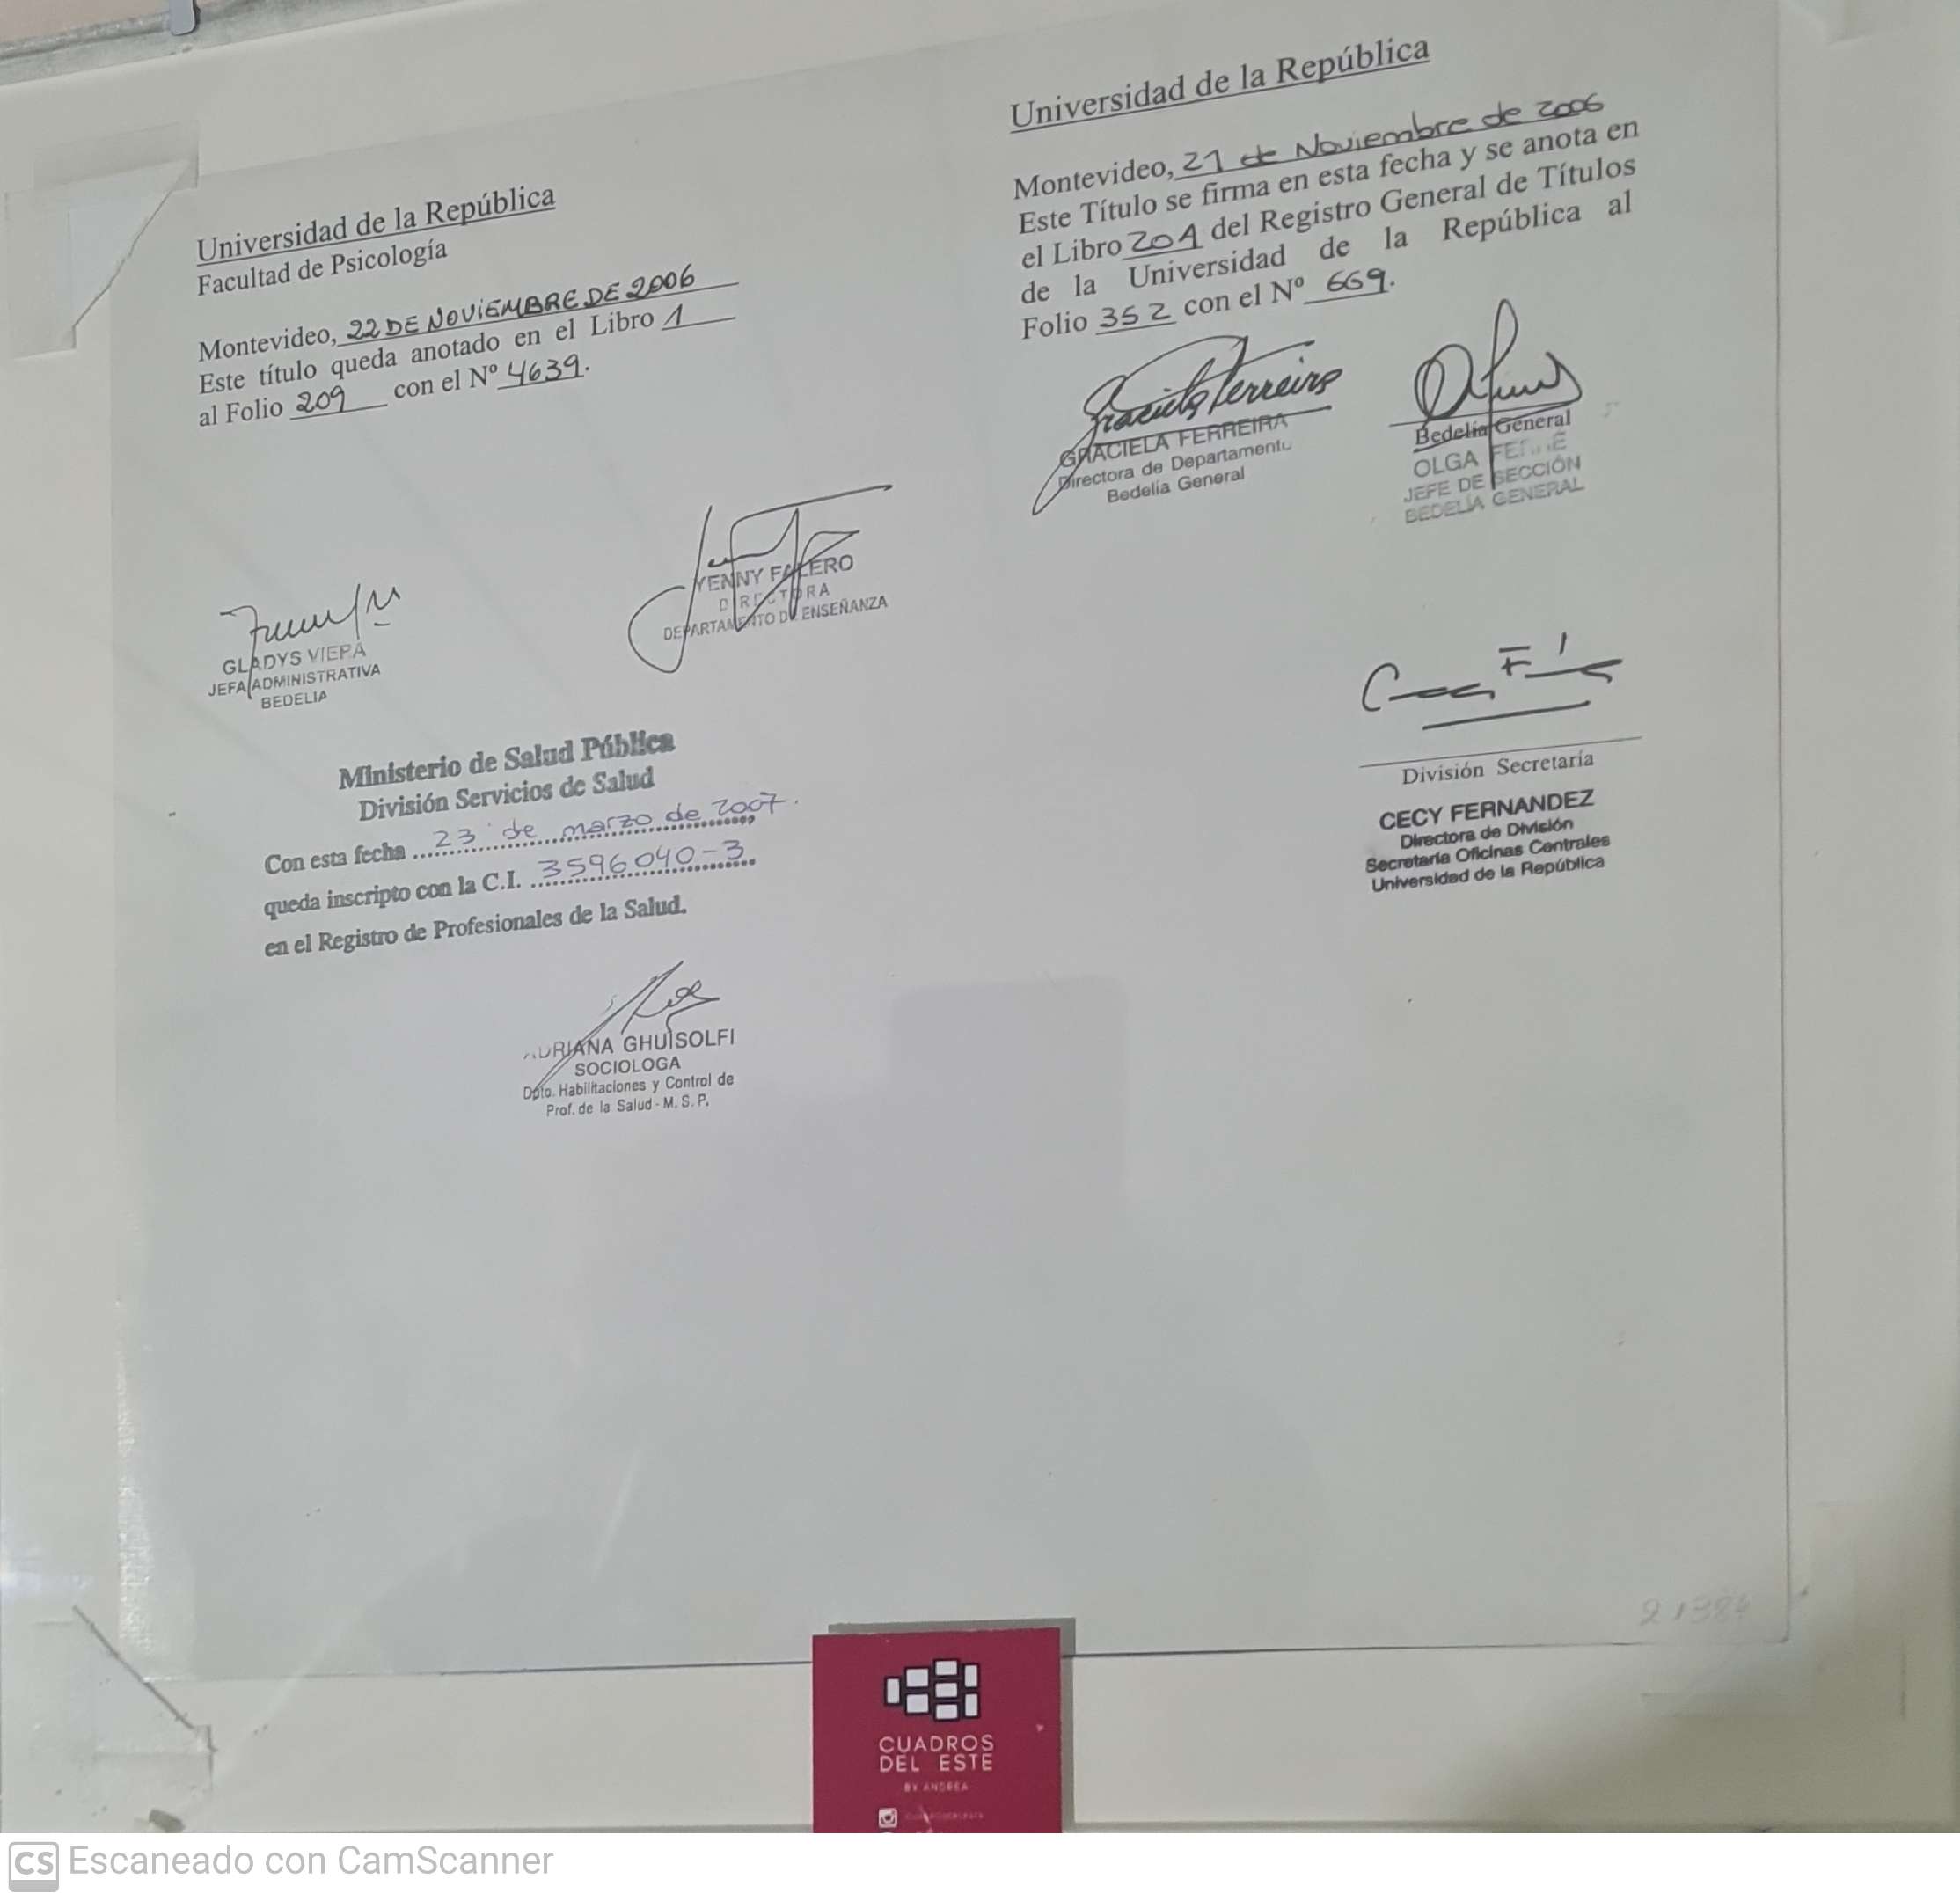 Universidad de la República
Facultad de Psicología
Montevideo, 22 DE NOVIEMBRE DE 2006
Este título queda anotado en el Libro 1
al Folio 209 con el Nº 4639.
GLADYS VIERA
JEFA ADMINISTRATIVA
BEDELIA
YENNY FALERO
DIRECTORA
DEPARTAMENTO DE ENSEÑANZA
Ministerio de Salud Pública
División Servicios de Salud
Con esta fecha 23 de marzo de 2007.
queda inscripto con la C.I. 3596040-3
en el Registro de Profesionales de la Salud.
ADRIANA GHUISOLFI
SOCIOLOGA
Dpto. Habilitaciones y Control de
Prof. de la Salud - M. S. P.
Universidad de la República
Montevideo, 21 de Noviembre de 2006
Este Título se firma en esta fecha y se anota en
el Libro 201 del Registro General de Títulos
de la Universidad de la República al
Folio 352 con el Nº 669.
Graciela Ferreira
GRACIELA FERREIRA
Directora de Departamento
Bedelía General
Bedelía General
OLGA
JEFE DE SECCIÓN
BEDELÍA GENERAL
División Secretaría
CECY FERNANDEZ
Directora de División
Secretaría Oficinas Centrales
Universidad de la República
CUADROS
DEL ESTE
BY ANDREA
CS Escaneado con CamScanner